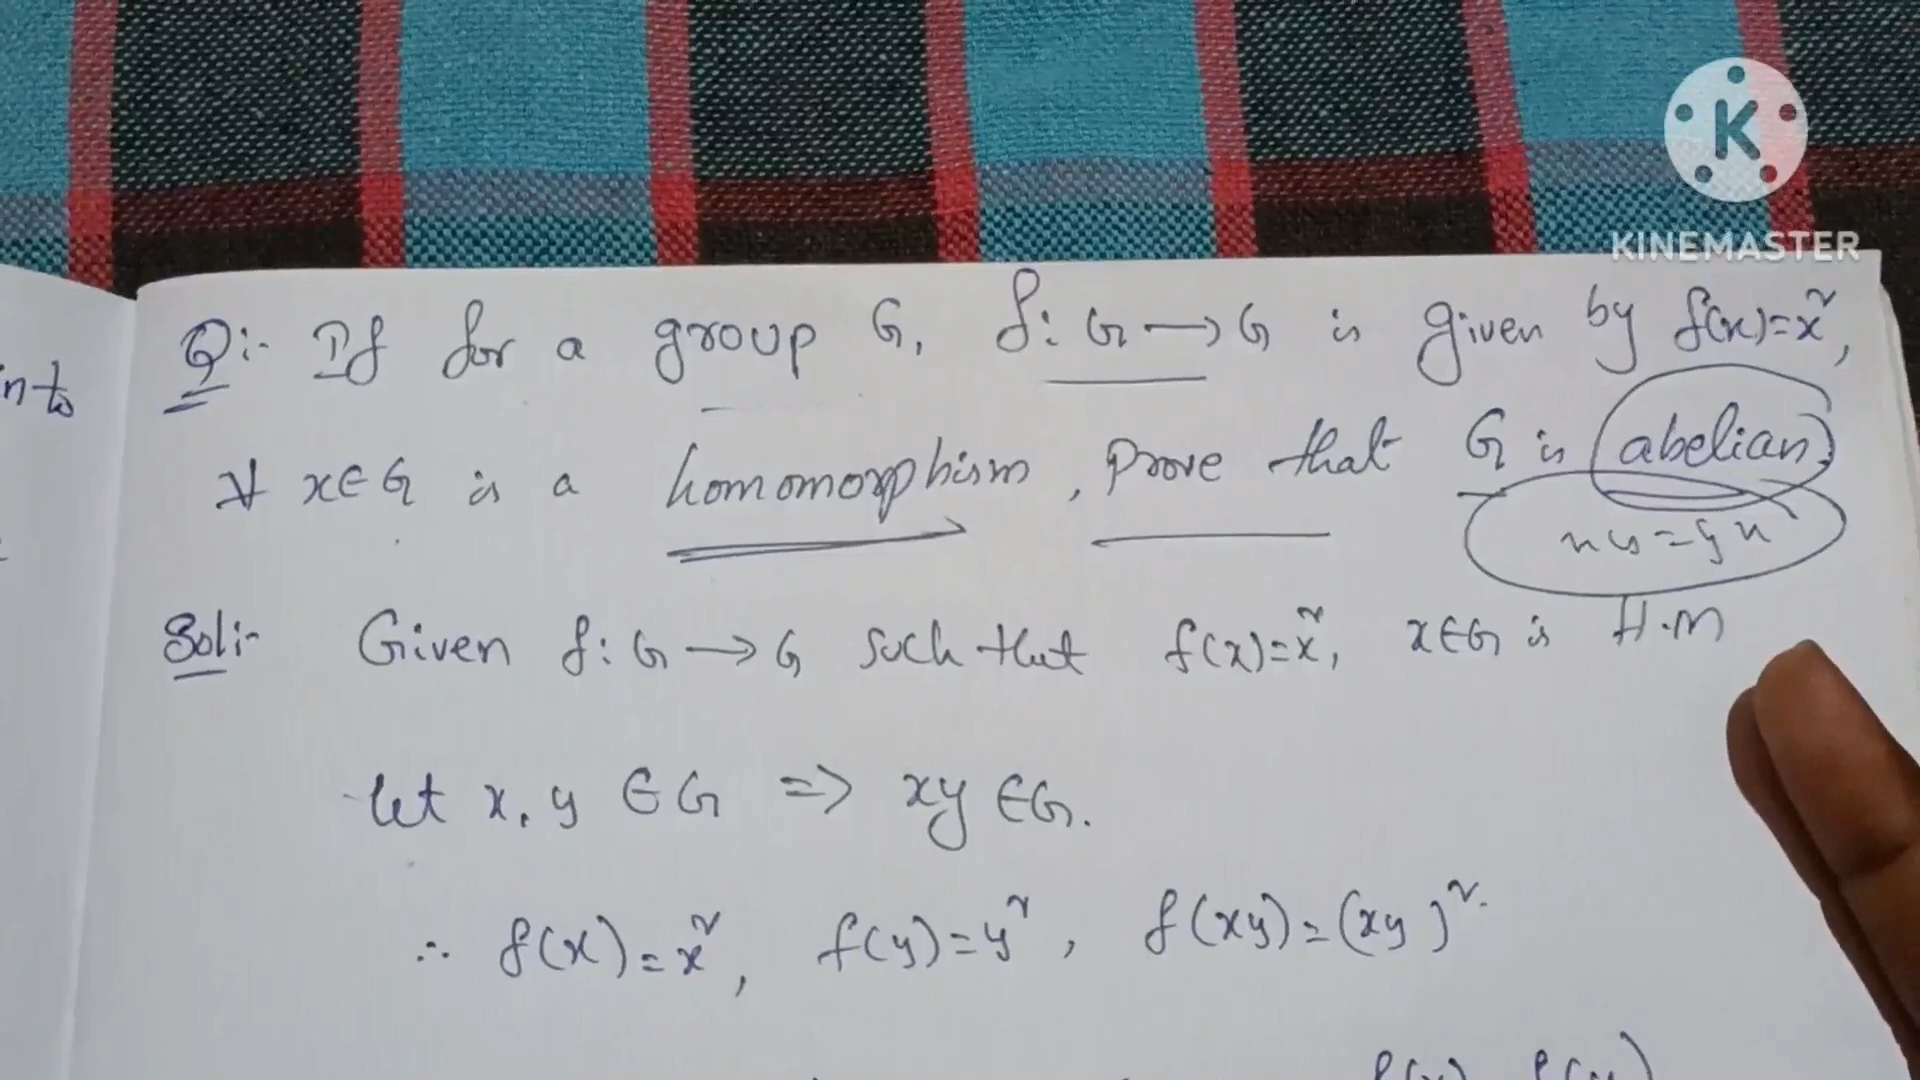 K
KINEMASTER
Q:- If for a group G, f: G → G is given by f(x)=x²,
∀ x∈G is a homomorphism, prove that G is abelian.
xy = yx
nto
Sol:- Given f: G → G such that f(x)=x², x∈G is H.M
let x, y ∈ G => xy ∈ G.
∴ f(x) = x², f(y) = y², f(xy) = (xy)².